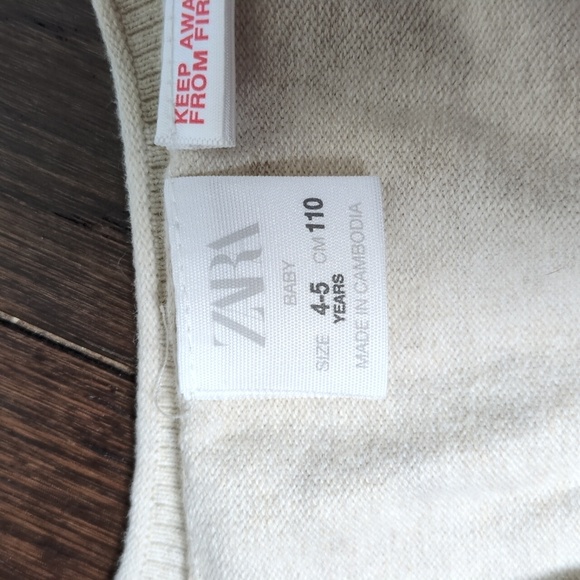 KEEP AWAY
FROM FIR
ZARA
BABY
SIZE 4-5 CM 110
YEARS
MADE IN CAMBODIA